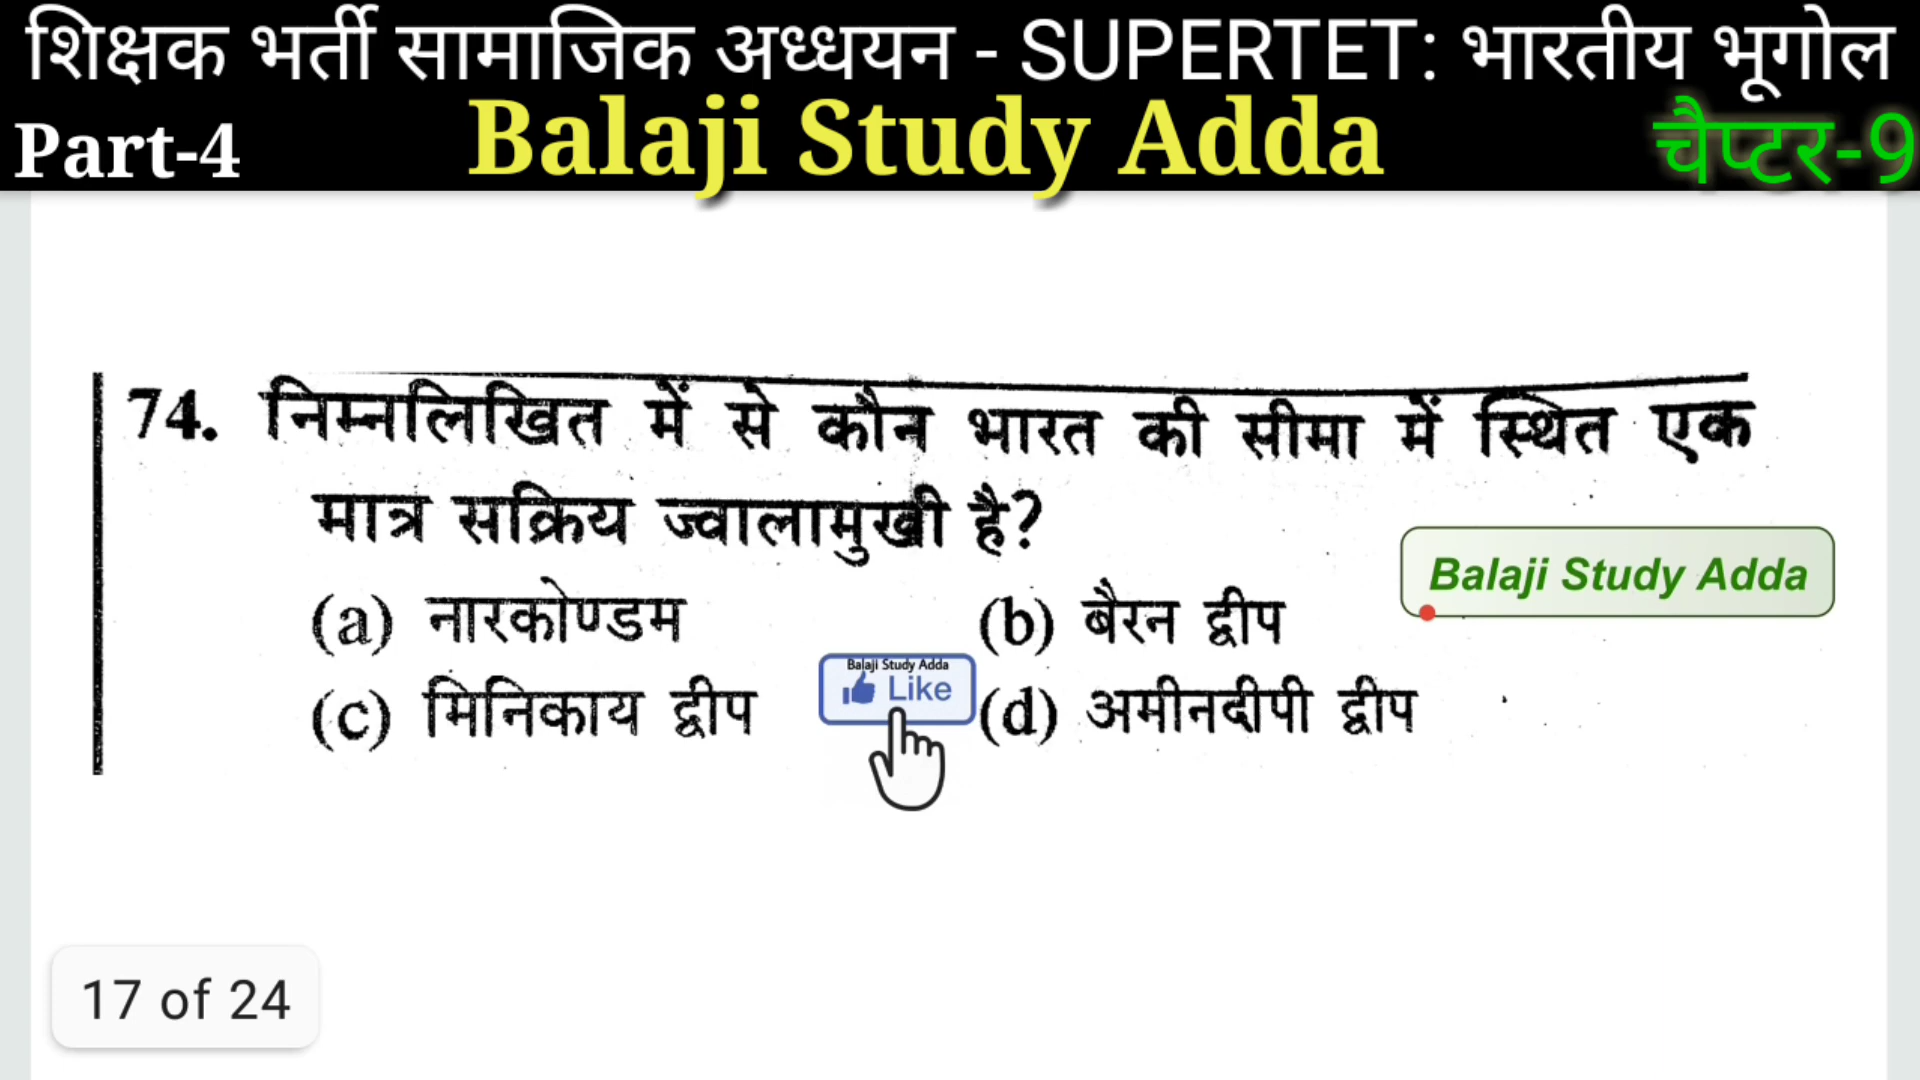 शिक्षक भर्ती सामाजिक अध्धयन - SUPERTET: भारतीय भूगोल
Part-4 Balaji Study Adda चैप्टर-9
74. निम्नलिखित में से कौन भारत की सीमा में स्थित एक
मात्र सक्रिय ज्वालामुखी है?
Balaji Study Adda
(a) नारकोण्डम (b) बैरन द्वीप
Balaji Study Adda
Like
(c) मिनिकाय द्वीप (d) अमीनदीपी द्वीप
17 of 24